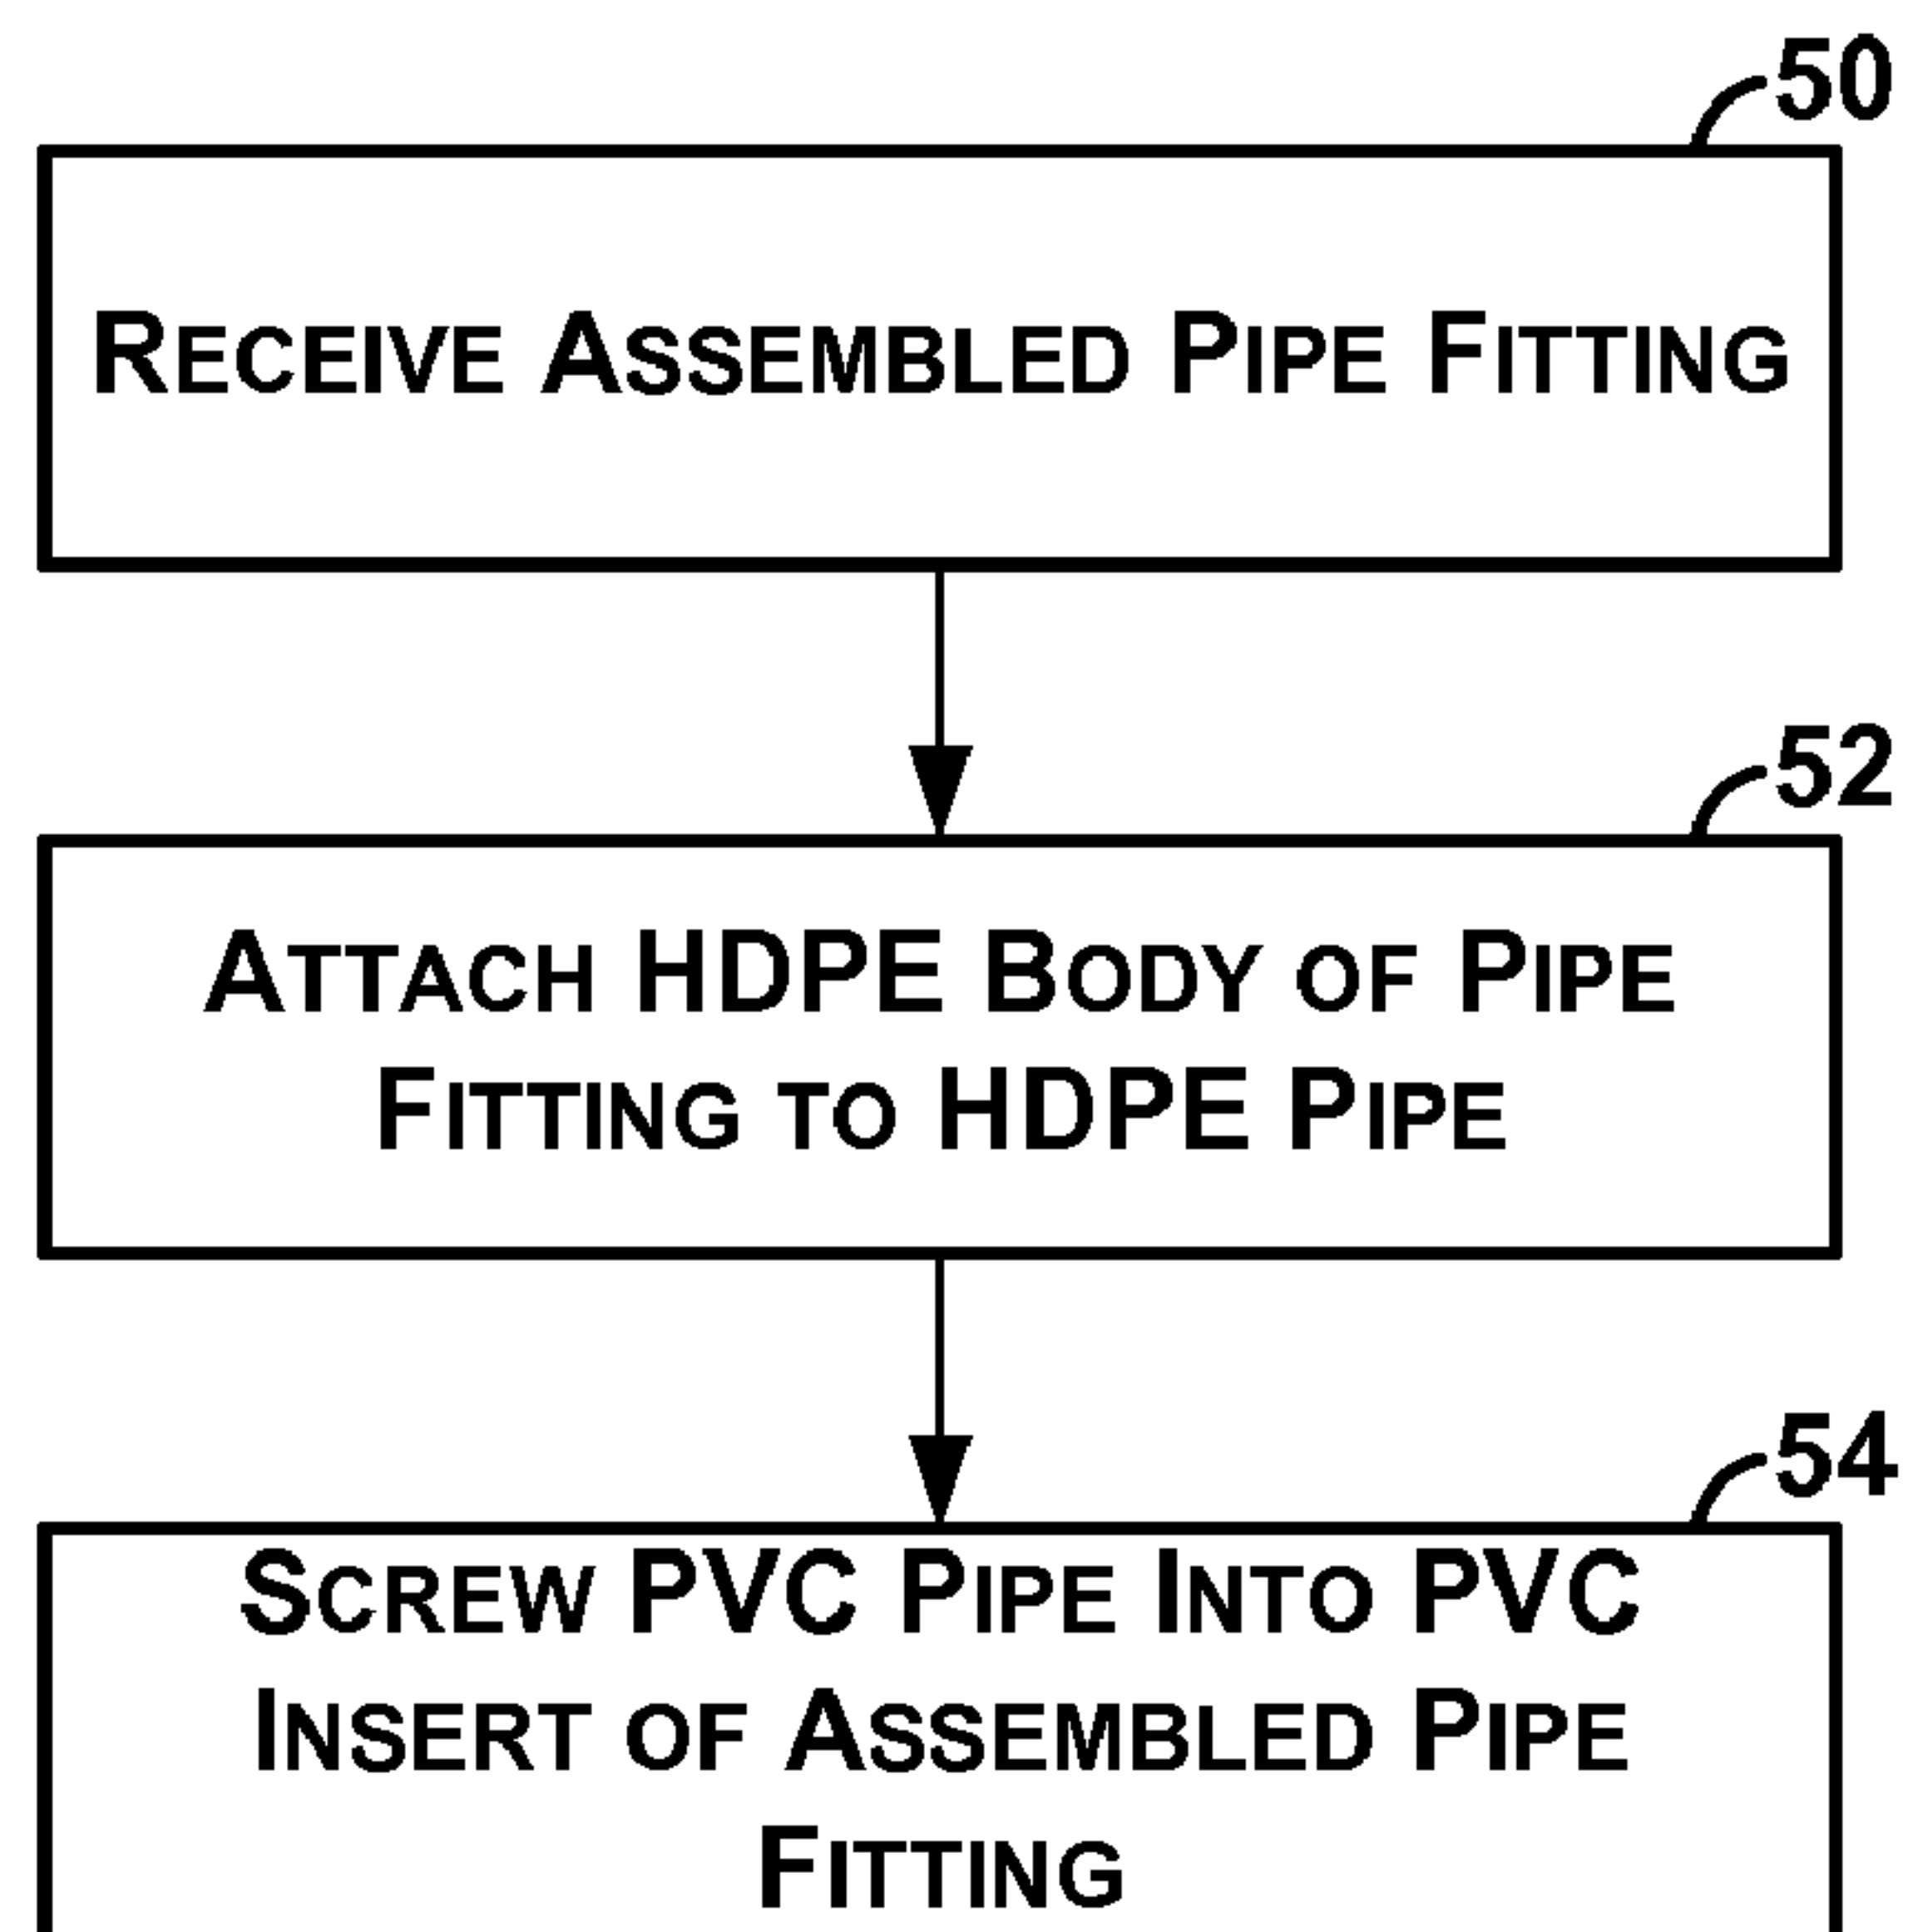 50
RECEIVE ASSEMBLED PIPE FITTING
52
ATTACH HDPE BODY OF PIPE
FITTING TO HDPE PIPE
54
SCREW PVC PIPE INTO PVC
INSERT OF ASSEMBLED PIPE
FITTING